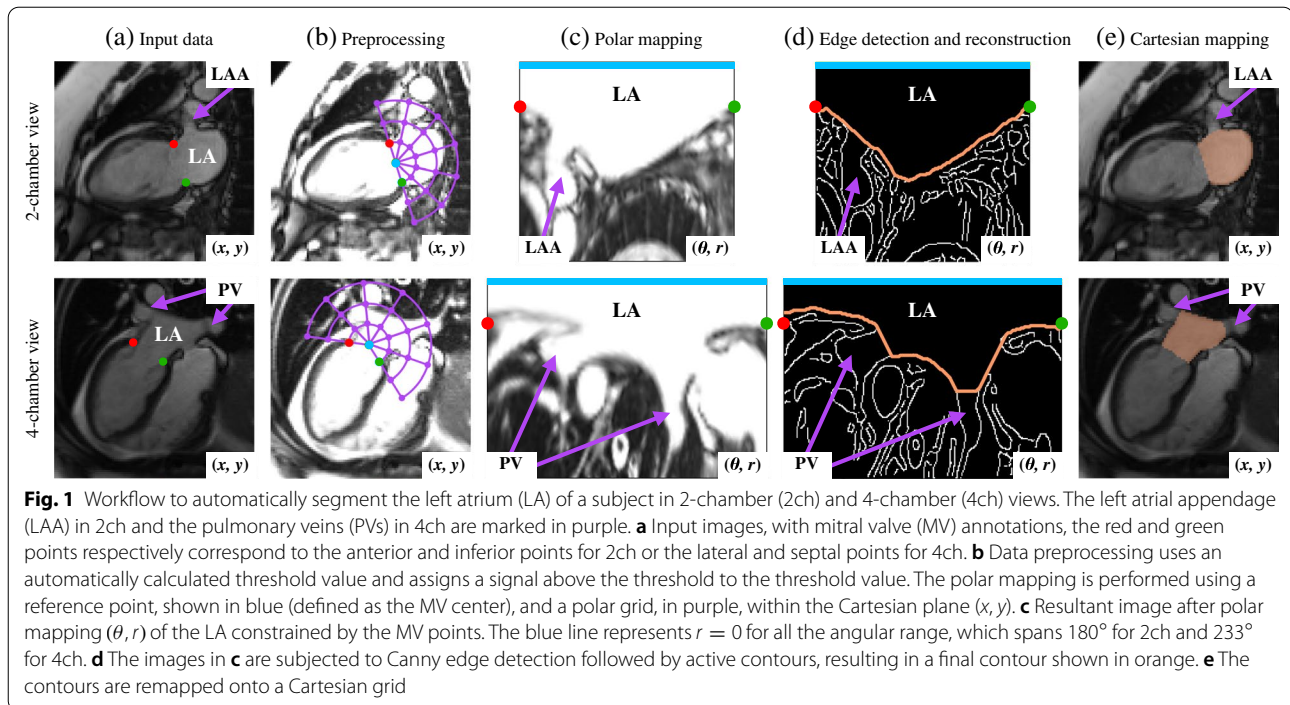 (a) Input data
(b) Preprocessing
(c) Polar mapping
(d) Edge detection and reconstruction
(e) Cartesian mapping
2-chamber view
LAA
LA
(x, y)
(x, y)
LA
LAA
(θ, r)
LA
LAA
(θ, r)
LAA
(x, y)
4-chamber view
PV
LA
(x, y)
(x, y)
LA
PV
(θ, r)
LA
PV
(θ, r)
PV
(x, y)
Fig. 1 Workflow to automatically segment the left atrium (LA) of a subject in 2-chamber (2ch) and 4-chamber (4ch) views. The left atrial appendage
(LAA) in 2ch and the pulmonary veins (PVs) in 4ch are marked in purple. a Input images, with mitral valve (MV) annotations, the red and green
points respectively correspond to the anterior and inferior points for 2ch or the lateral and septal points for 4ch. b Data preprocessing uses an
automatically calculated threshold value and assigns a signal above the threshold to the threshold value. The polar mapping is performed using a
reference point, shown in blue (defined as the MV center), and a polar grid, in purple, within the Cartesian plane (x, y). c Resultant image after polar
mapping (θ, r) of the LA constrained by the MV points. The blue line represents r = 0 for all the angular range, which spans 180° for 2ch and 233°
for 4ch. d The images in c are subjected to Canny edge detection followed by active contours, resulting in a final contour shown in orange. e The
contours are remapped onto a Cartesian grid